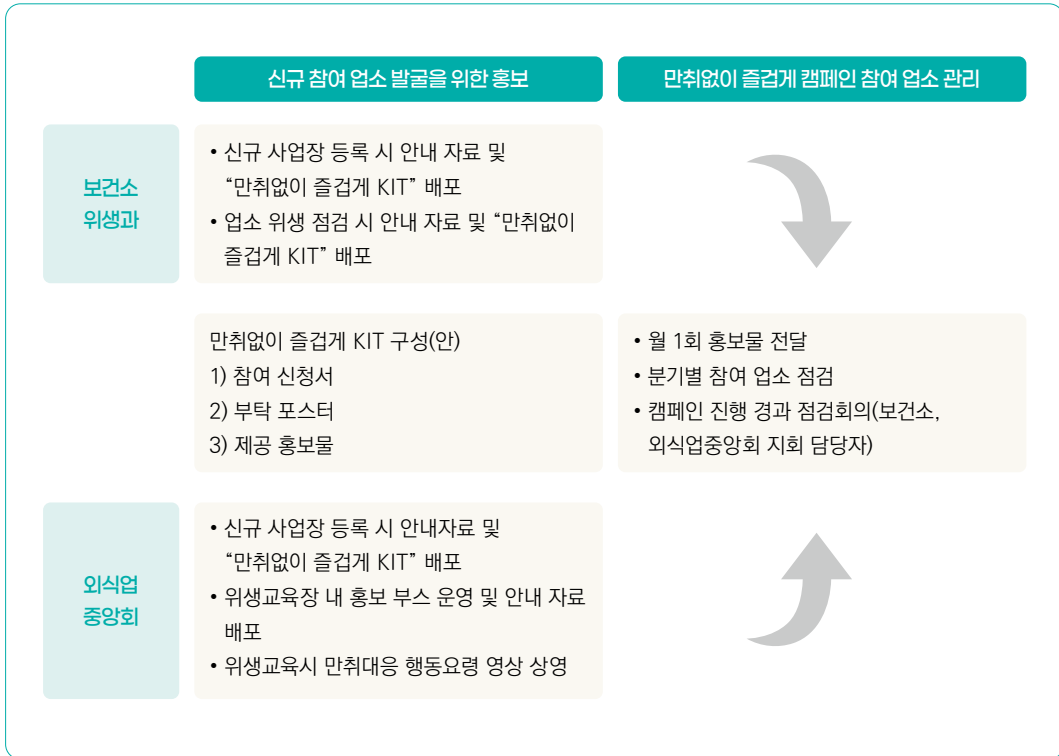 신규 참여 업소 발굴을 위한 홍보
만취없이 즐겁게 캠페인 참여 업소 관리
보건소
위생과
• 신규 사업장 등록 시 안내 자료 및
“만취없이 즐겁게 KIT” 배포
• 업소 위생 점검 시 안내 자료 및 “만취없이
즐겁게 KIT” 배포
만취없이 즐겁게 KIT 구성(안)
1) 참여 신청서
2) 부탁 포스터
3) 제공 홍보물
• 월 1회 홍보물 전달
• 분기별 참여 업소 점검
• 캠페인 진행 경과 점검회의(보건소,
외식업중앙회 지회 담당자)
외식업
중앙회
• 신규 사업장 등록 시 안내자료 및
“만취없이 즐겁게 KIT” 배포
• 위생교육장 내 홍보 부스 운영 및 안내 자료
배포
• 위생교육시 만취대응 행동요령 영상 상영